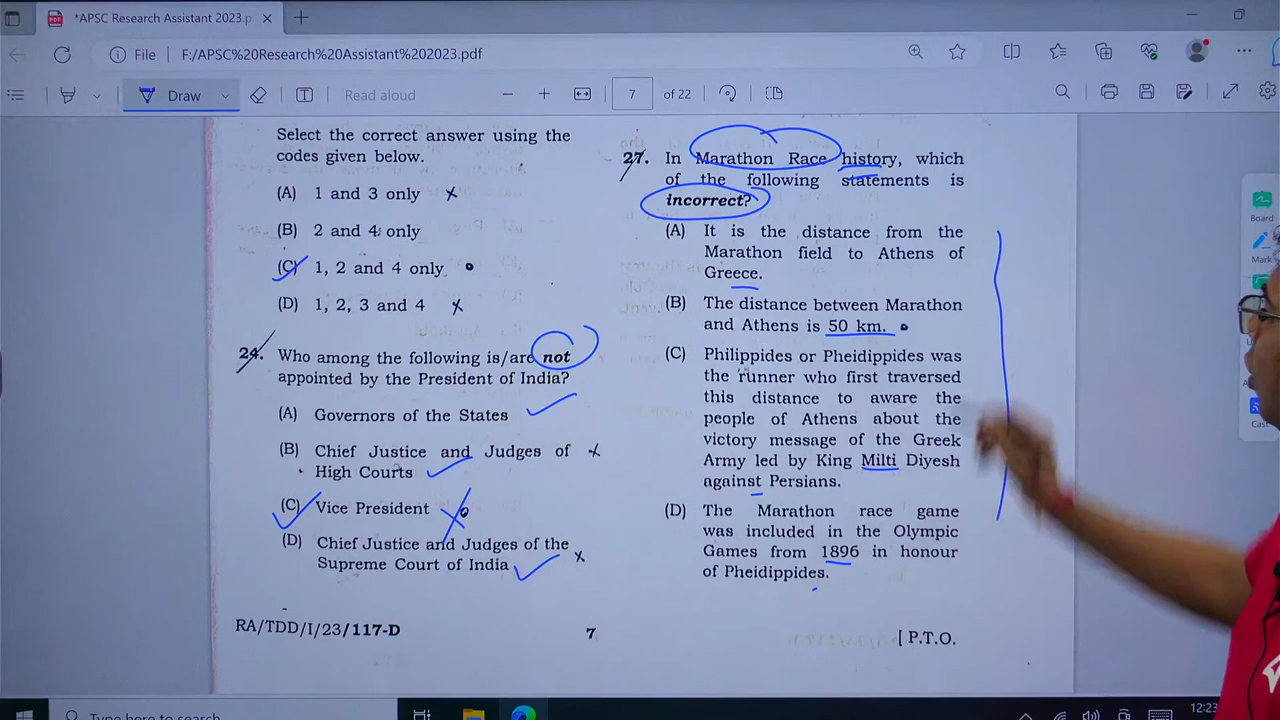 *APSC Research Assistant 2023.p
File
F:/APSC%20Research%20Assistant%202023.pdf
Draw
Read aloud
7
of 22
Select the correct answer using the
codes given below.
(A) 1 and 3 only
(B) 2 and 4 only
(C) 1, 2 and 4 only
(D) 1, 2, 3 and 4
24. Who among the following is/are not
appointed by the President of India?
(A) Governors of the States
(B) Chief Justice and Judges of
High Courts
(C) Vice President
(D) Chief Justice and Judges of the
Supreme Court of India
RA/TDD/I/23/117-D
27. In Marathon Race history, which
of the following statements is
incorrect?
(A) It is the distance from the
Marathon field to Athens of
Greece.
(B) The distance between Marathon
and Athens is 50 km.
(C) Philippides or Pheidippides was
the runner who first traversed
this distance to aware the
people of Athens about the
victory message of the Greek
Army led by King Milti Diyesh
against Persians.
(D) The Marathon race game
was included in the Olympic
Games from 1896 in honour
of Pheidippides.
7
[ P.T.O.
Board
Mark
Cast
Type here to search
12:23